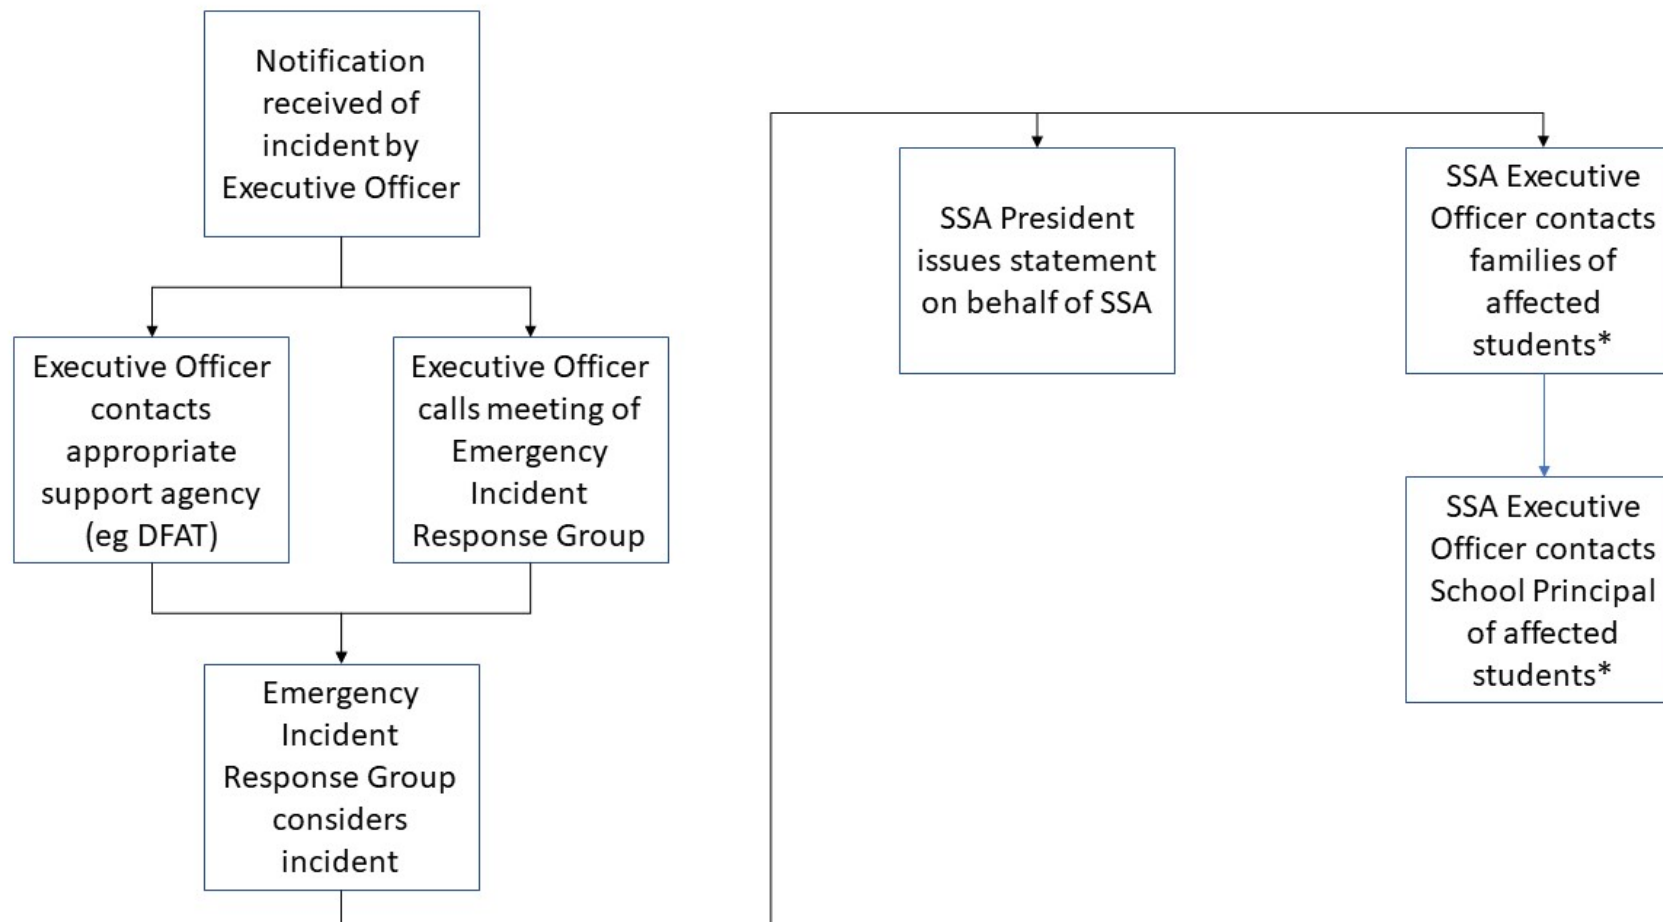 Notification
received of
incident by
Executive Officer
Executive Officer
contacts
appropriate
support agency
(eg DFAT)
Executive Officer
calls meeting of
Emergency
Incident
Response Group
Emergency
Incident
Response Group
considers
incident
SSA President
issues statement
on behalf of SSA
SSA Executive
Officer contacts
families of
affected
students*
SSA Executive
Officer contacts
School Principal
of affected
students*